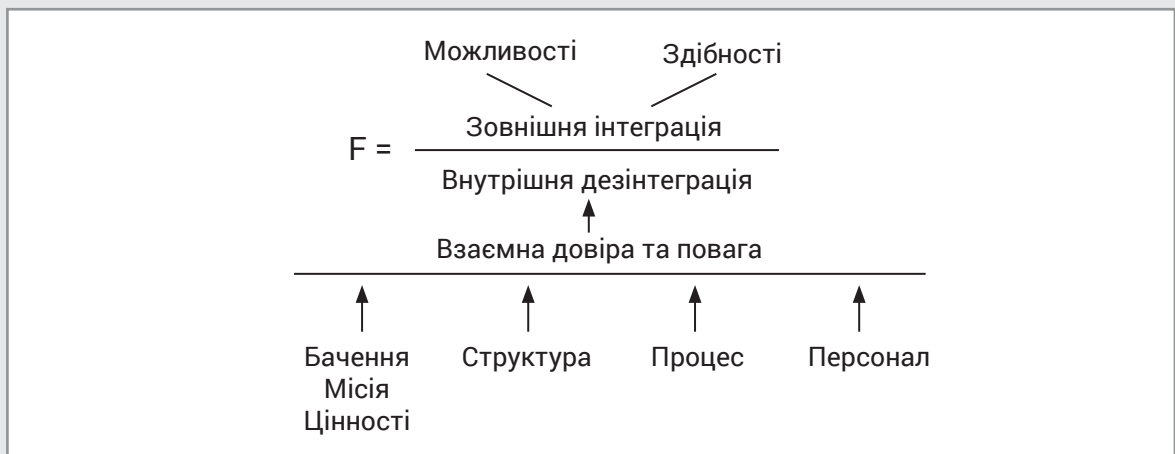 Можливості Здібності
Зовнішня інтеграція
F =
Внутрішня дезінтеграція
Взаємна довіра та повага
Бачення Структура Процес Персонал
Місія
Цінності